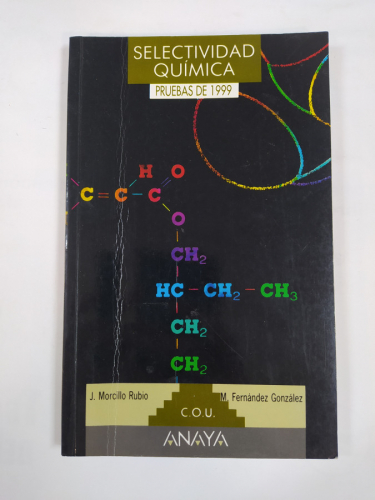 SELECTIVIDAD
QUÍMICA
PRUEBAS DE 1999
H O
C=C-C
O
CH2
HC-CH2-CH3
CH2
CH2
J. Morcillo Rubio M. Fernández González
C.O.U.
ANAYA